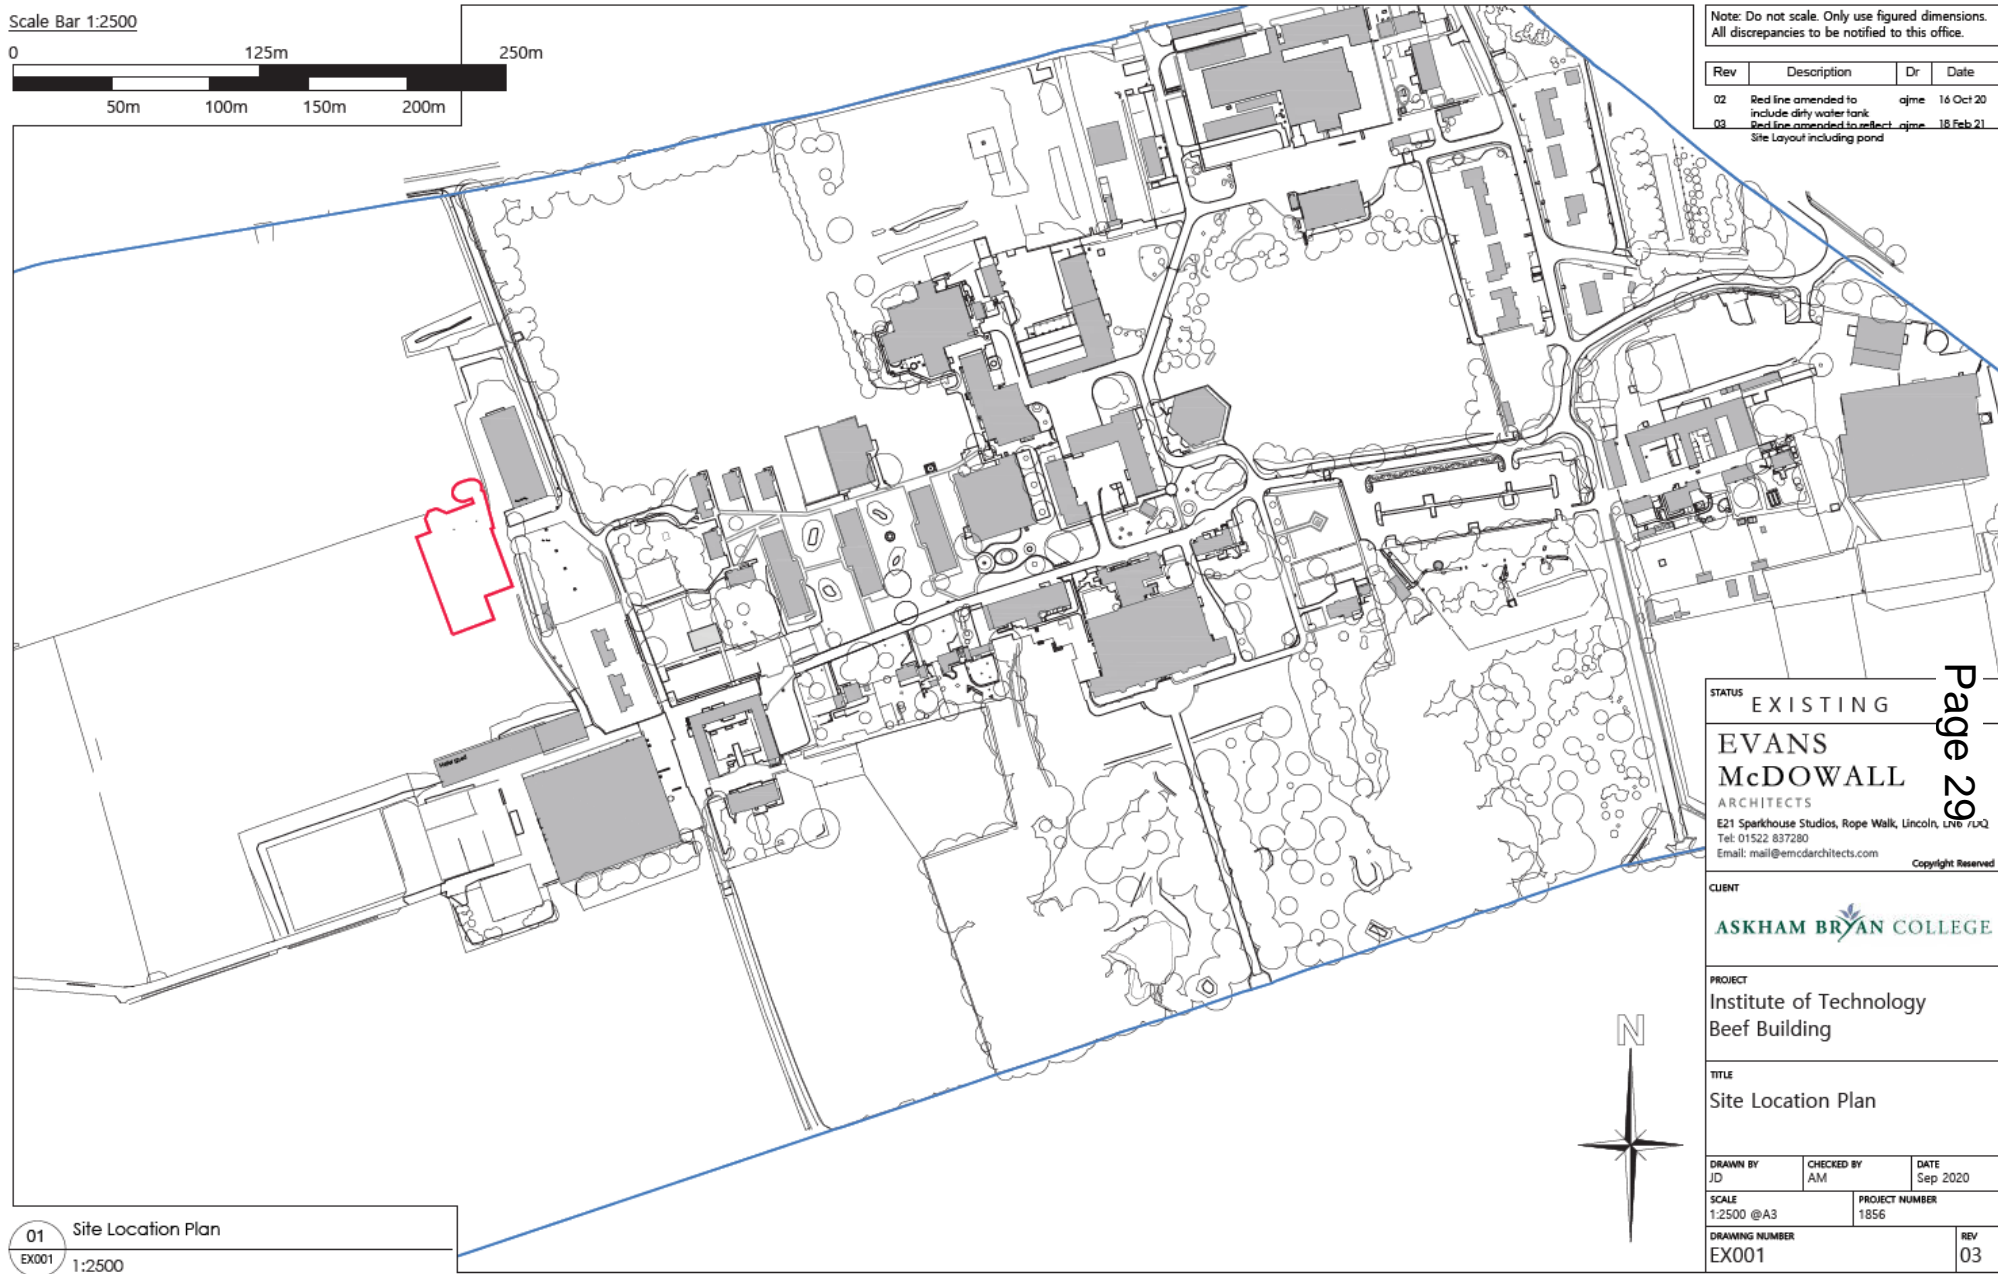 Scale Bar 1:2500
0 125m 250m
50m 100m 150m 200m
Note: Do not scale. Only use figured dimensions.
All discrepancies to be notified to this office.
Rev Description Dr Date
02 Red line amended to ajme 16 Oct 20
include dirty water tank
03 Red line amended to reflect ajme 18 Feb 21
Site Layout including pond
Page 29
STATUS
EXISTING
EVANS
McDOWALL
ARCHITECTS
E21 Sparkhouse Studios, Rope Walk, Lincoln, LN6 7DQ
Tel: 01522 837280
Email: mail@emcdarchitects.com
Copyright Reserved
CLIENT
ASKHAM BRYAN COLLEGE
PROJECT
Institute of Technology
Beef Building
TITLE
Site Location Plan
N
DRAWN BY CHECKED BY DATE
JD AM Sep 2020
SCALE PROJECT NUMBER
1:2500 @A3 1856
DRAWING NUMBER REV
EX001 03
01 Site Location Plan
EX001 1:2500